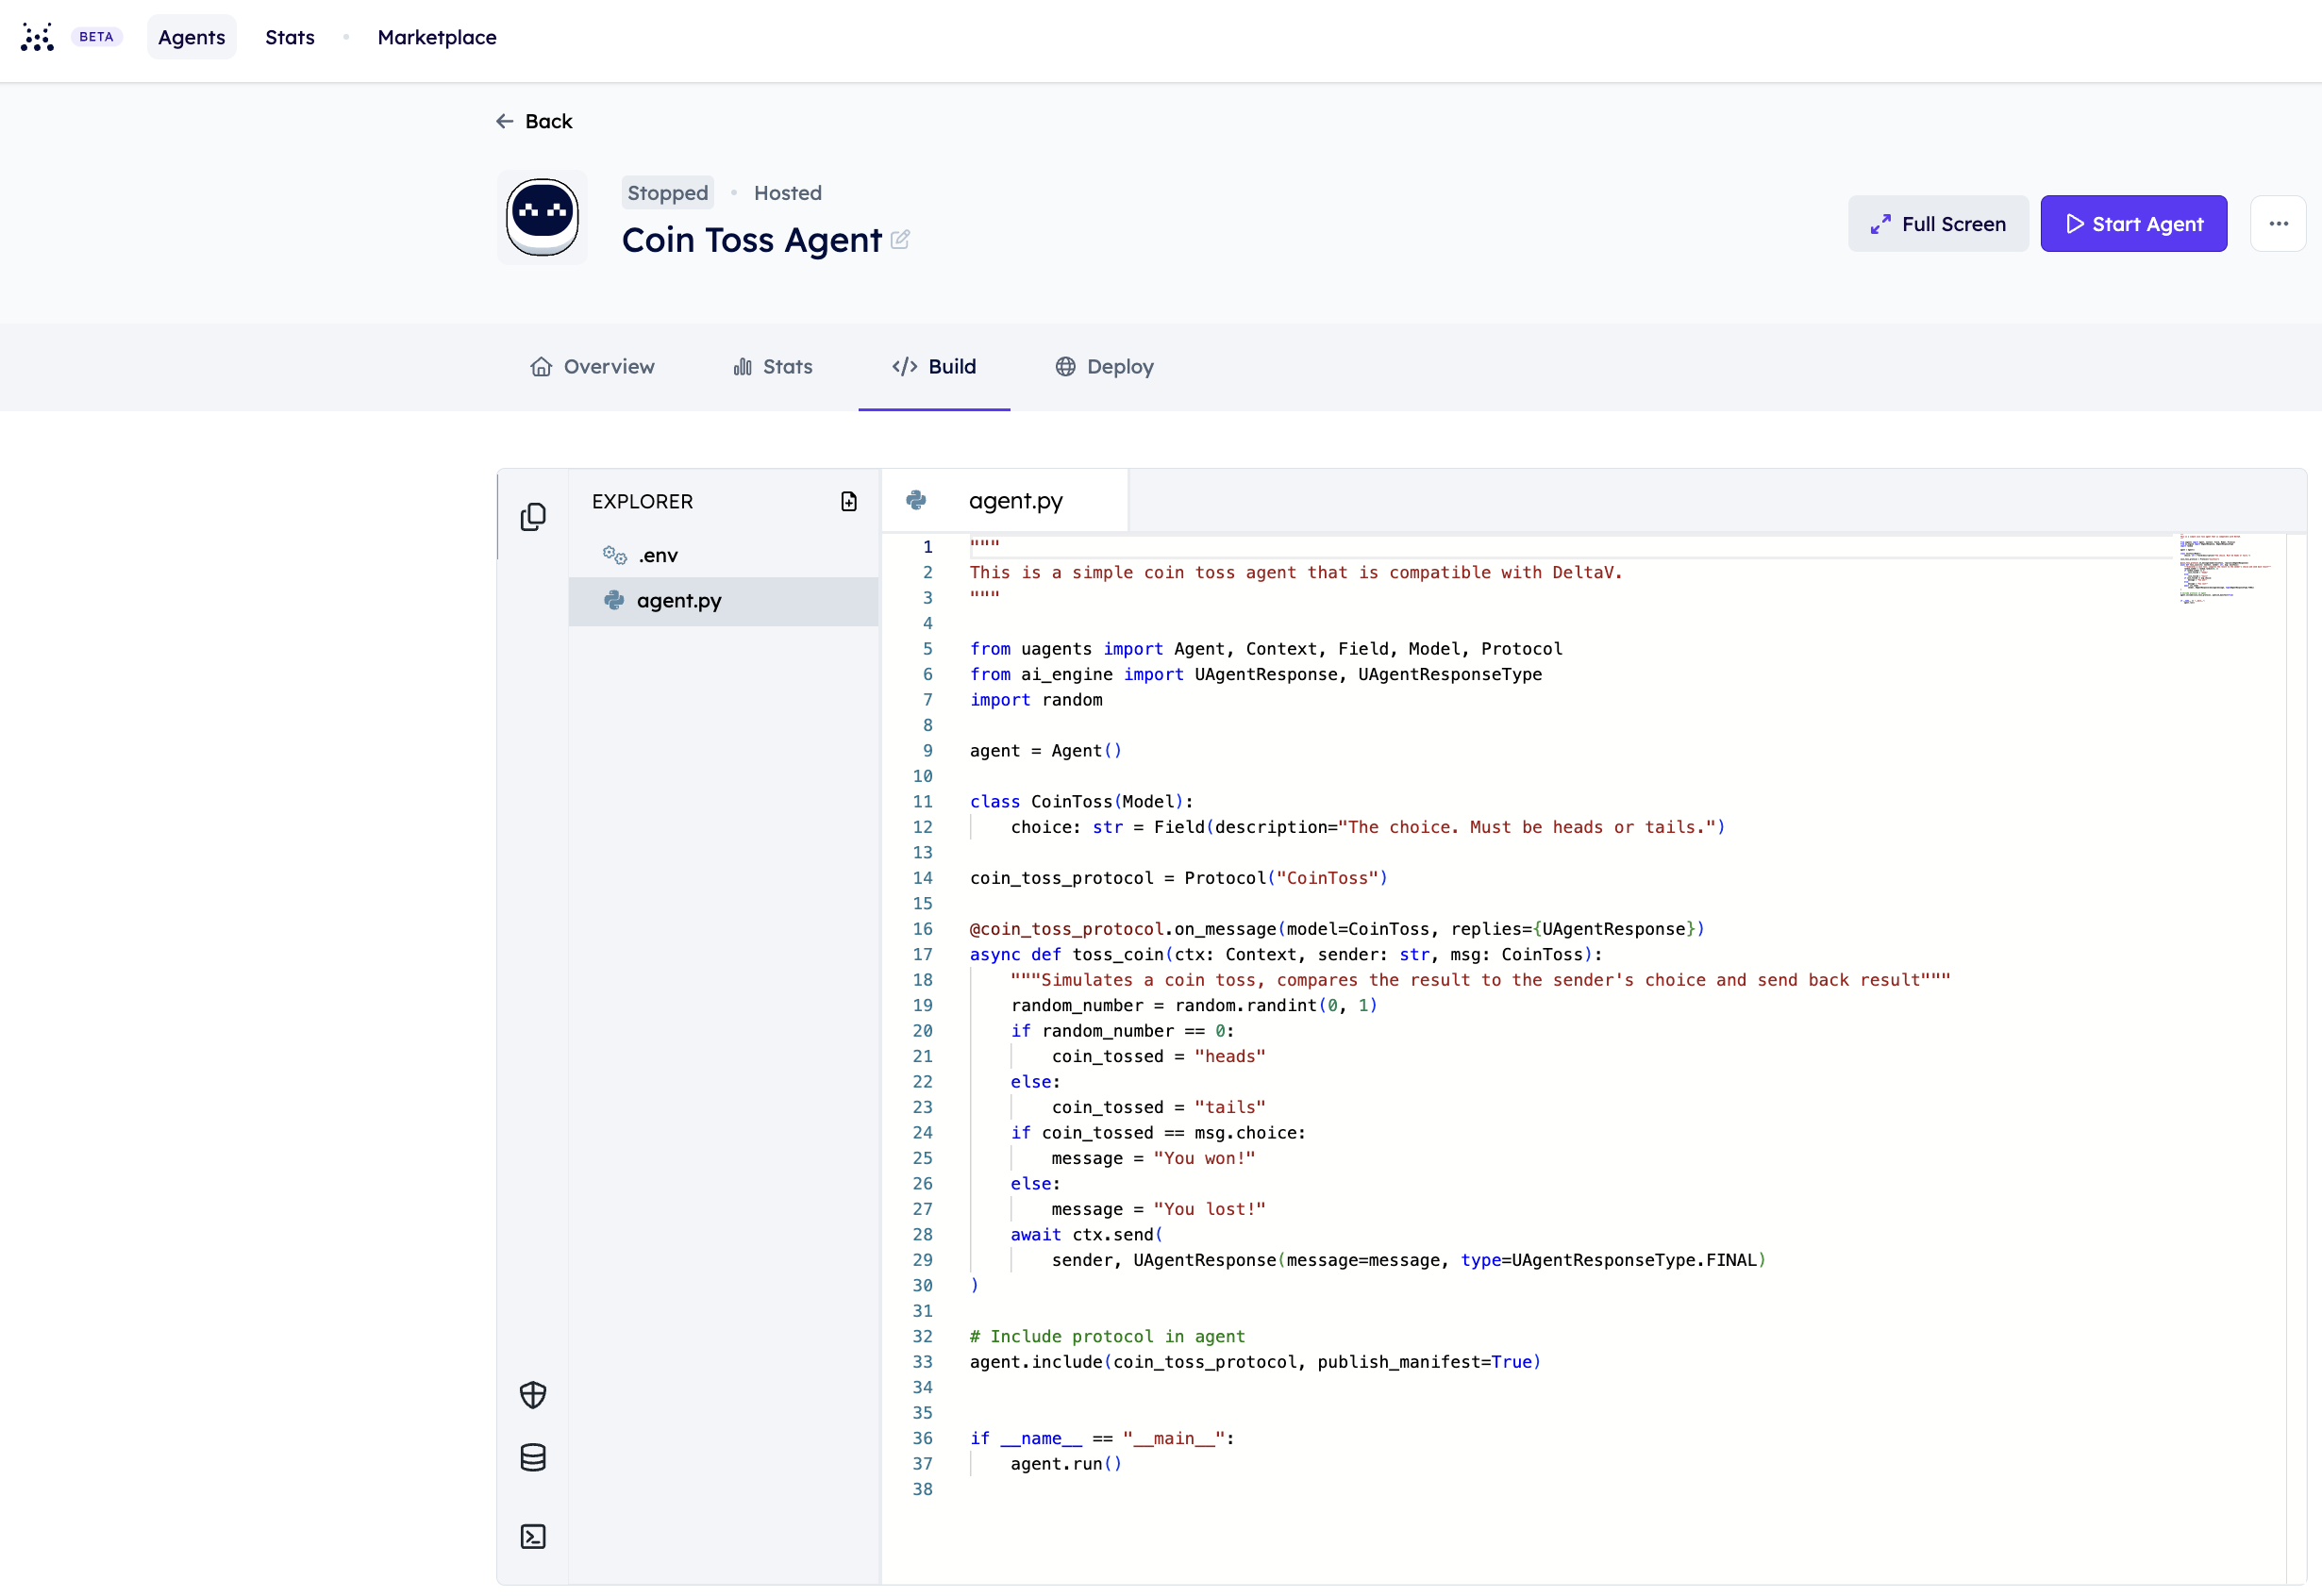 BETA Agents Stats Marketplace
Back
Stopped • Hosted
Coin Toss Agent
Full Screen Start Agent
Overview Stats Build Deploy
EXPLORER
.env
agent.py
agent.py
1 """
2 This is a simple coin toss agent that is compatible with DeltaV.
3 """
4
5 from uagents import Agent, Context, Field, Model, Protocol
6 from ai_engine import UAgentResponse, UAgentResponseType
7 import random
8
9 agent = Agent()
10
11 class CoinToss(Model):
12     choice: str = Field(description="The choice. Must be heads or tails.")
13
14 coin_toss_protocol = Protocol("CoinToss")
15
16 @coin_toss_protocol.on_message(model=CoinToss, replies={UAgentResponse})
17 async def toss_coin(ctx: Context, sender: str, msg: CoinToss):
18     """Simulates a coin toss, compares the result to the sender's choice and send back result"""
19     random_number = random.randint(0, 1)
20     if random_number == 0:
21         coin_tossed = "heads"
22     else:
23         coin_tossed = "tails"
24     if coin_tossed == msg.choice:
25         message = "You won!"
26     else:
27         message = "You lost!"
28     await ctx.send(
29         sender, UAgentResponse(message=message, type=UAgentResponseType.FINAL)
30 )
31
32 # Include protocol in agent
33 agent.include(coin_toss_protocol, publish_manifest=True)
34
35
36 if __name__ == "__main__":
37     agent.run()
38